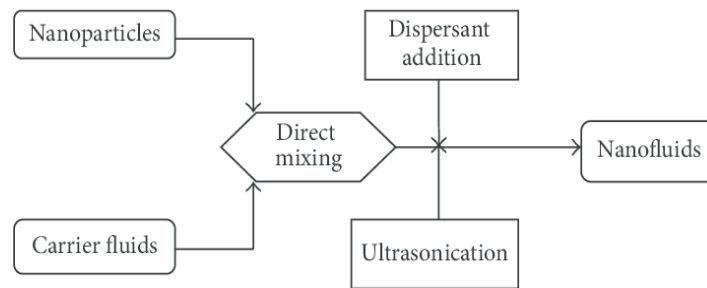 Nanoparticles
Dispersant
addition
Direct
mixing
Nanofluids
Carrier fluids
Ultrasonication